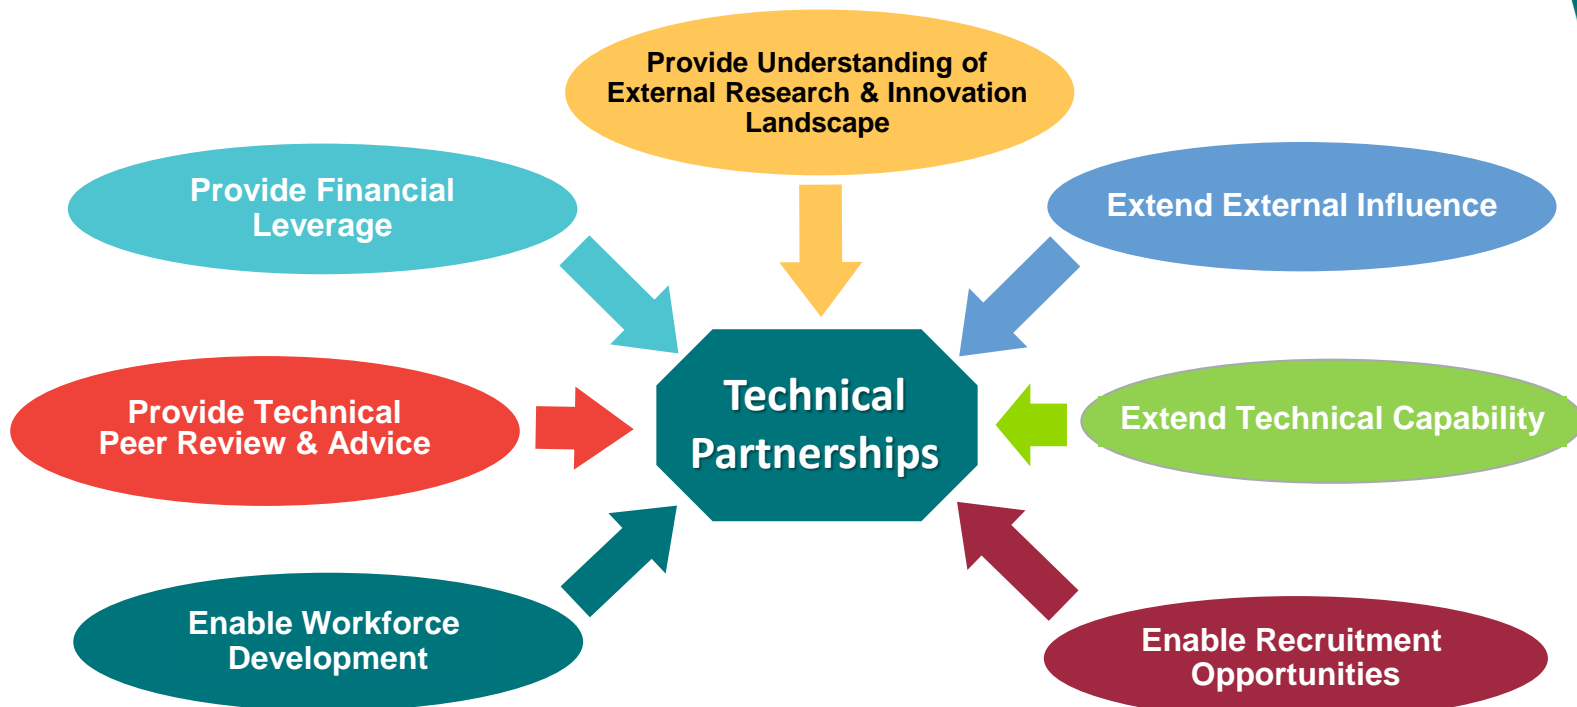 Provide Understanding of
External Research & Innovation
Landscape
Provide Financial
Leverage
Extend External Influence
Technical
Partnerships
Provide Technical
Peer Review & Advice
Extend Technical Capability
Enable Workforce
Development
Enable Recruitment
Opportunities